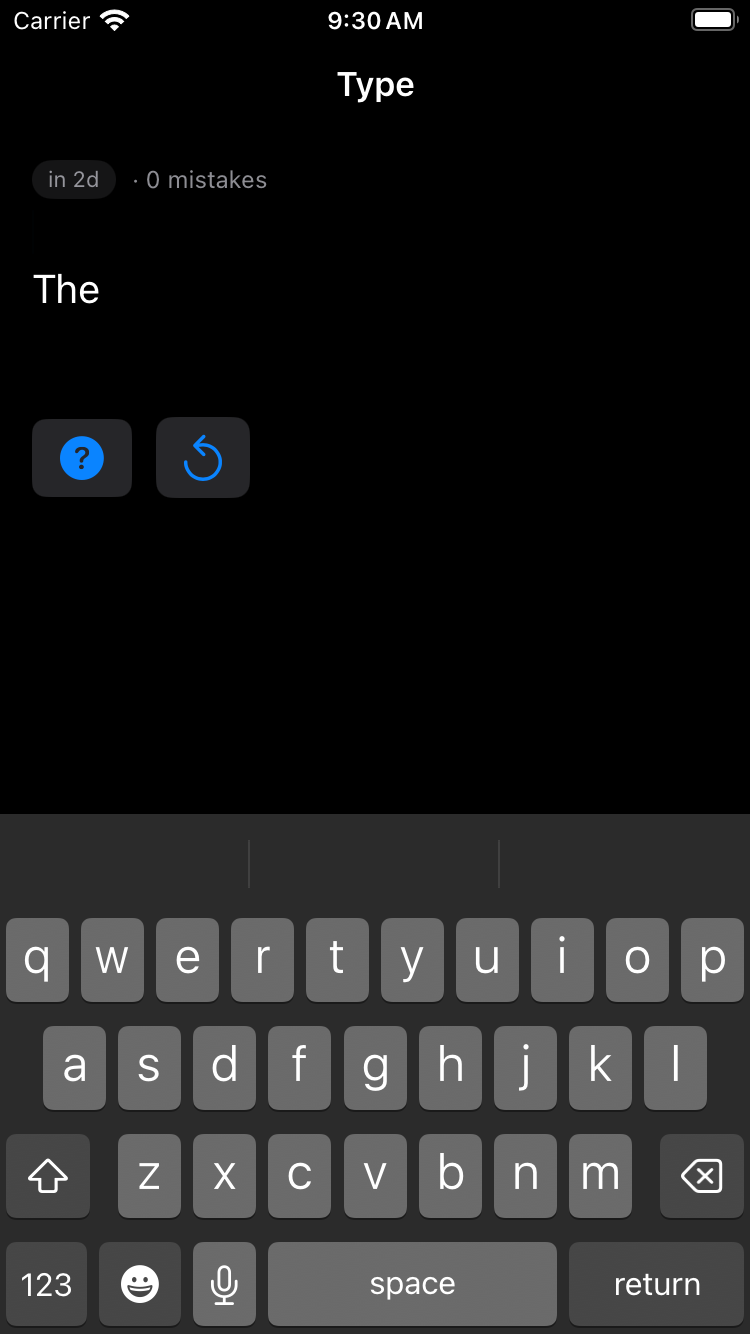 Carrier 9:30 AM
Type
in 2d · 0 mistakes
The
?
q w e r t y u i o p
a s d f g h j k l
z x c v b n m
123 space return